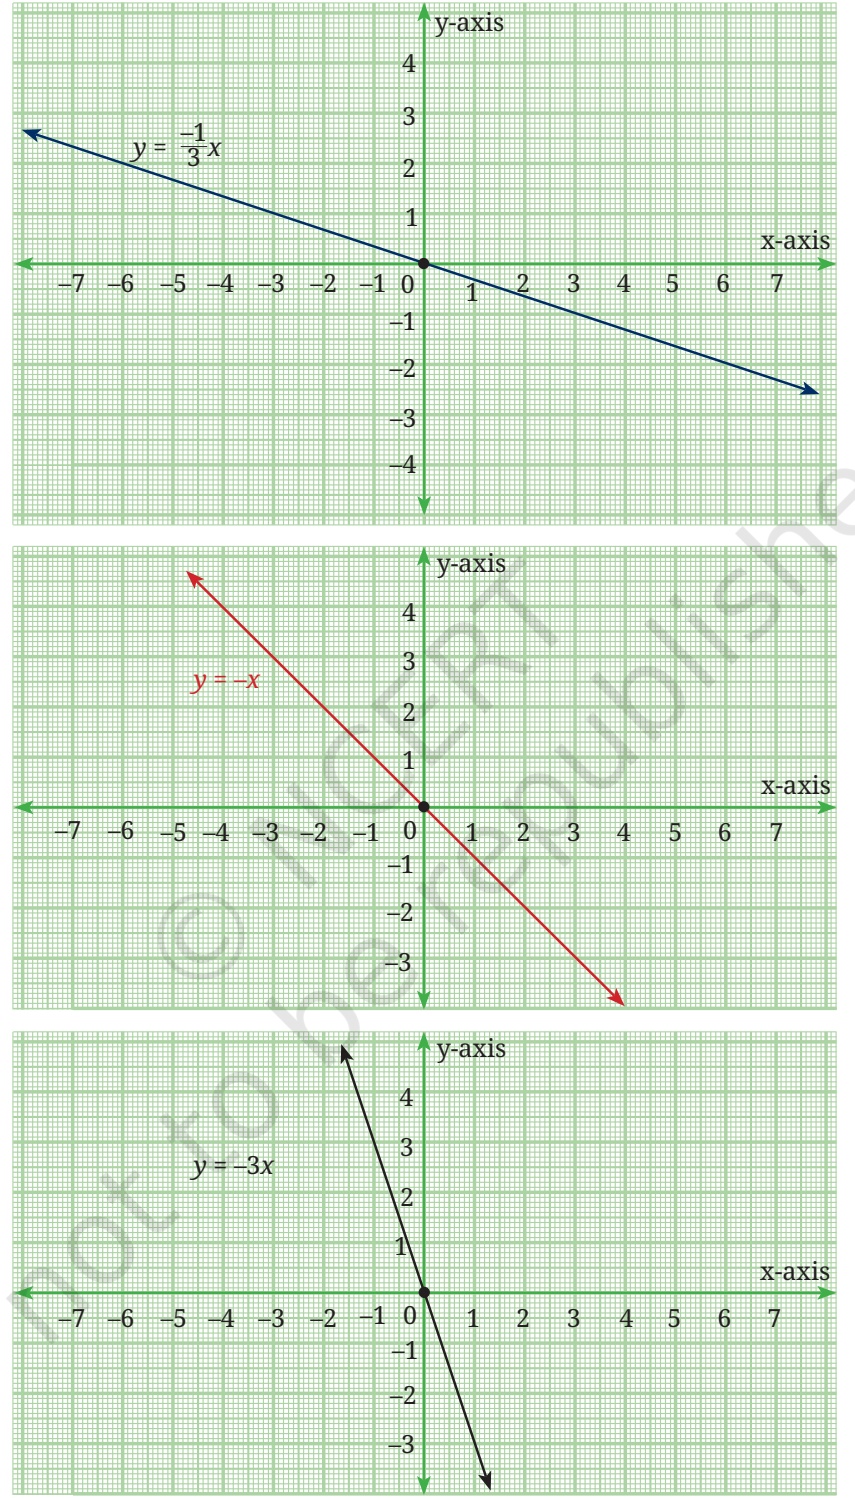 y-axis
4
3
y = –1/3 x
2
1
x-axis
–7 –6 –5 –4 –3 –2 –1 0 1 2 3 4 5 6 7
–1
–2
–3
–4
y-axis
4
3
y = –x
2
1
x-axis
–7 –6 –5 –4 –3 –2 –1 0 1 2 3 4 5 6 7
–1
–2
–3
y-axis
4
3
y = –3x
2
1
x-axis
–7 –6 –5 –4 –3 –2 –1 0 1 2 3 4 5 6 7
–1
–2
–3
© NCERT
not to be republishe